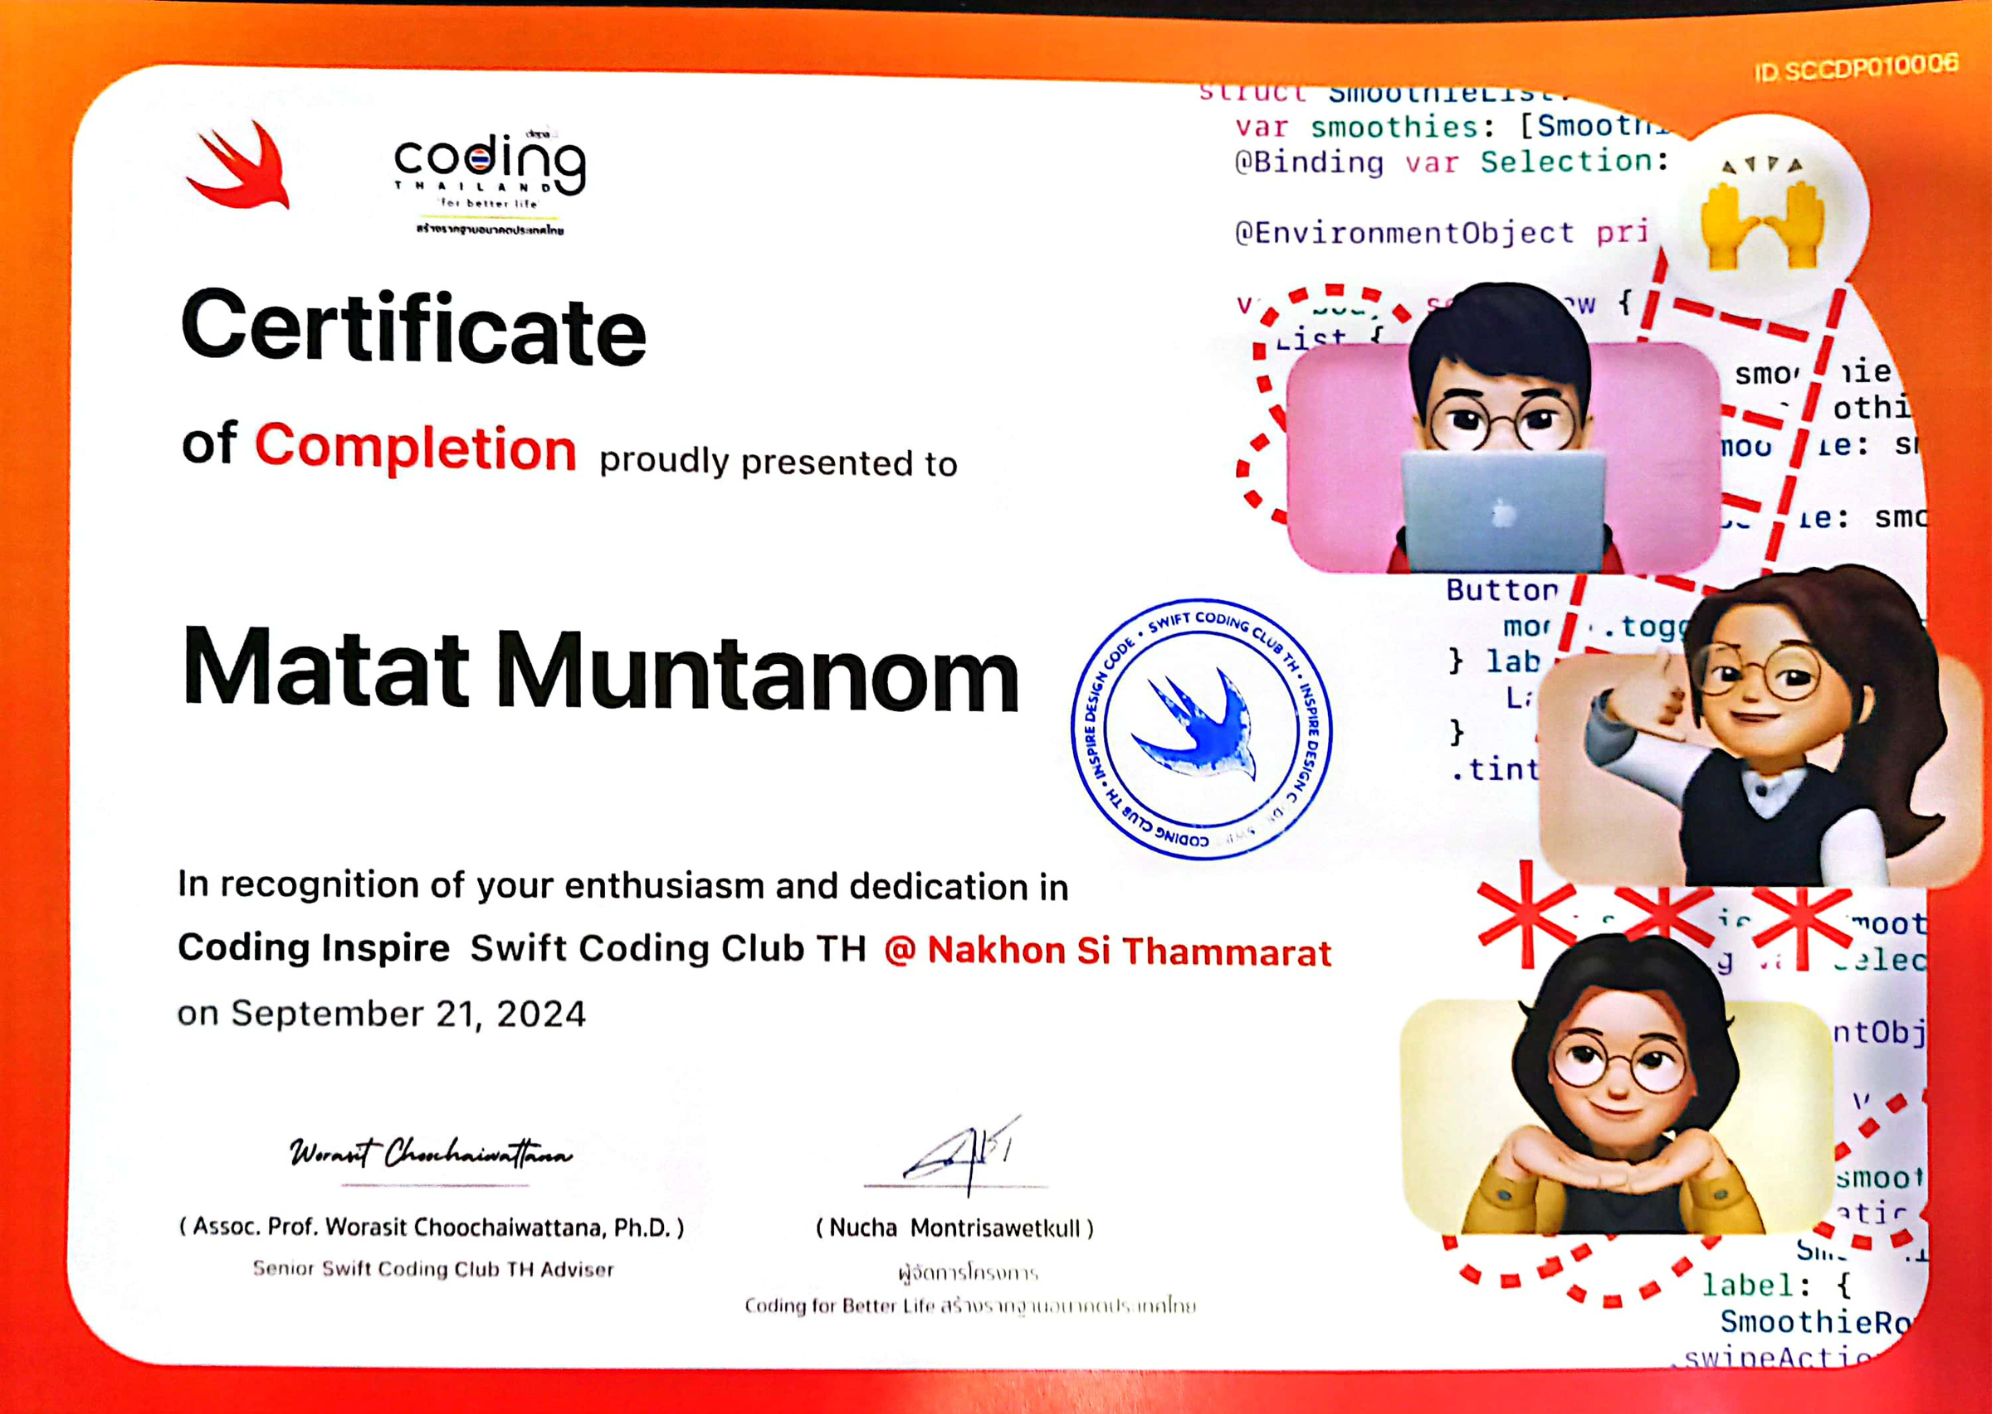 ID.SCCDP010006
depa
coding
THAILAND
"for better life"
สร้างรากฐานอนาคตประเทศไทย
Certificate
of Completion proudly presented to
Matat Muntanom
SWIFT CODING CLUB TH • INSPIRE DESIGN CODE • SWIFT CODING CLUB TH • INSPIRE DESIGN CODE •
In recognition of your enthusiasm and dedication in
Coding Inspire Swift Coding Club TH @ Nakhon Si Thammarat
on September 21, 2024
Worasit Choochaiwattana
( Assoc. Prof. Worasit Choochaiwattana, Ph.D. )
Senior Swift Coding Club TH Adviser
( Nucha Montrisawetkull )
ผู้จัดการโครงการ
Coding for Better Life สร้างรากฐานอนาคตประเทศไทย
struct SmoothieList:
var smoothies: [Smooth
@Binding var Selection:
@EnvironmentObject pri
List {
Button
.togg
} lab
}
.tint
label: {
SmoothieRo
.swipeActio